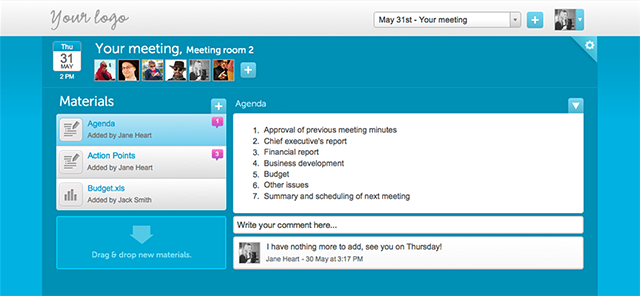 Your logo
May 31st - Your meeting
Thu
31
MAY
2 PM
Your meeting, Meeting room 2
Materials
Agenda
1
Added by Jane Heart
Action Points
3
Added by Jane Heart
Budget.xls
Added by Jack Smith
Drag & drop new materials.
Agenda
1. Approval of previous meeting minutes
2. Chief executive's report
3. Financial report
4. Business development
5. Budget
6. Other issues
7. Summary and scheduling of next meeting
Write your comment here...
I have nothing more to add, see you on Thursday!
Jane Heart - 30 May at 3:17 PM